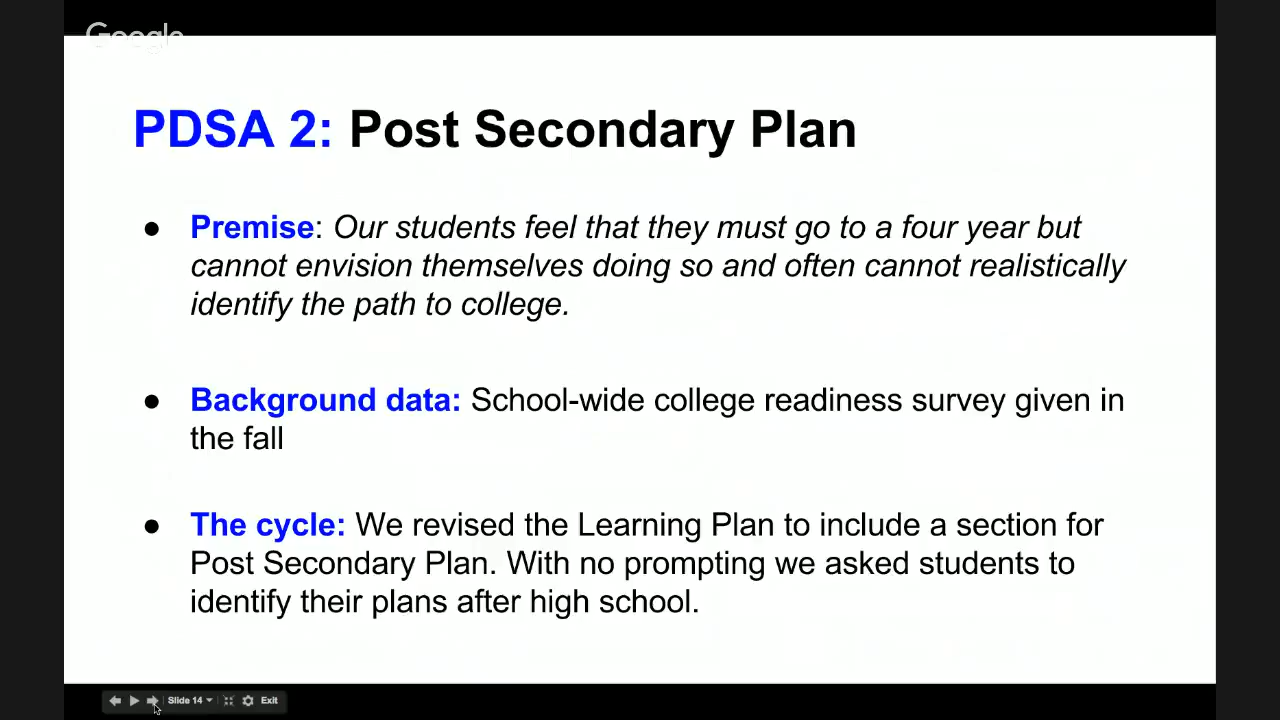 Google
PDSA 2: Post Secondary Plan
● Premise: Our students feel that they must go to a four year but
cannot envision themselves doing so and often cannot realistically
identify the path to college.
● Background data: School-wide college readiness survey given in
the fall
● The cycle: We revised the Learning Plan to include a section for
Post Secondary Plan. With no prompting we asked students to
identify their plans after high school.
Slide 14 Exit